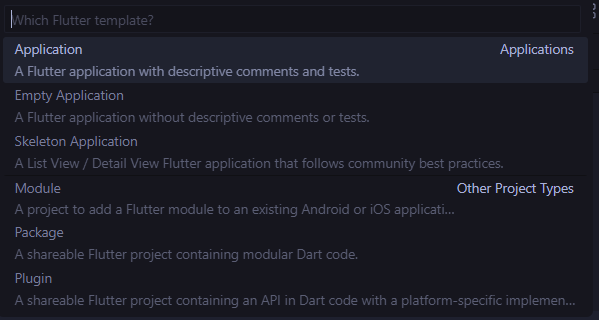 Which Flutter template?
Application Applications
A Flutter application with descriptive comments and tests.
Empty Application
A Flutter application without descriptive comments or tests.
Skeleton Application
A List View / Detail View Flutter application that follows community best practices.
Module Other Project Types
A project to add a Flutter module to an existing Android or iOS applicati...
Package
A shareable Flutter project containing modular Dart code.
Plugin
A shareable Flutter project containing an API in Dart code with a platform-specific implemen...